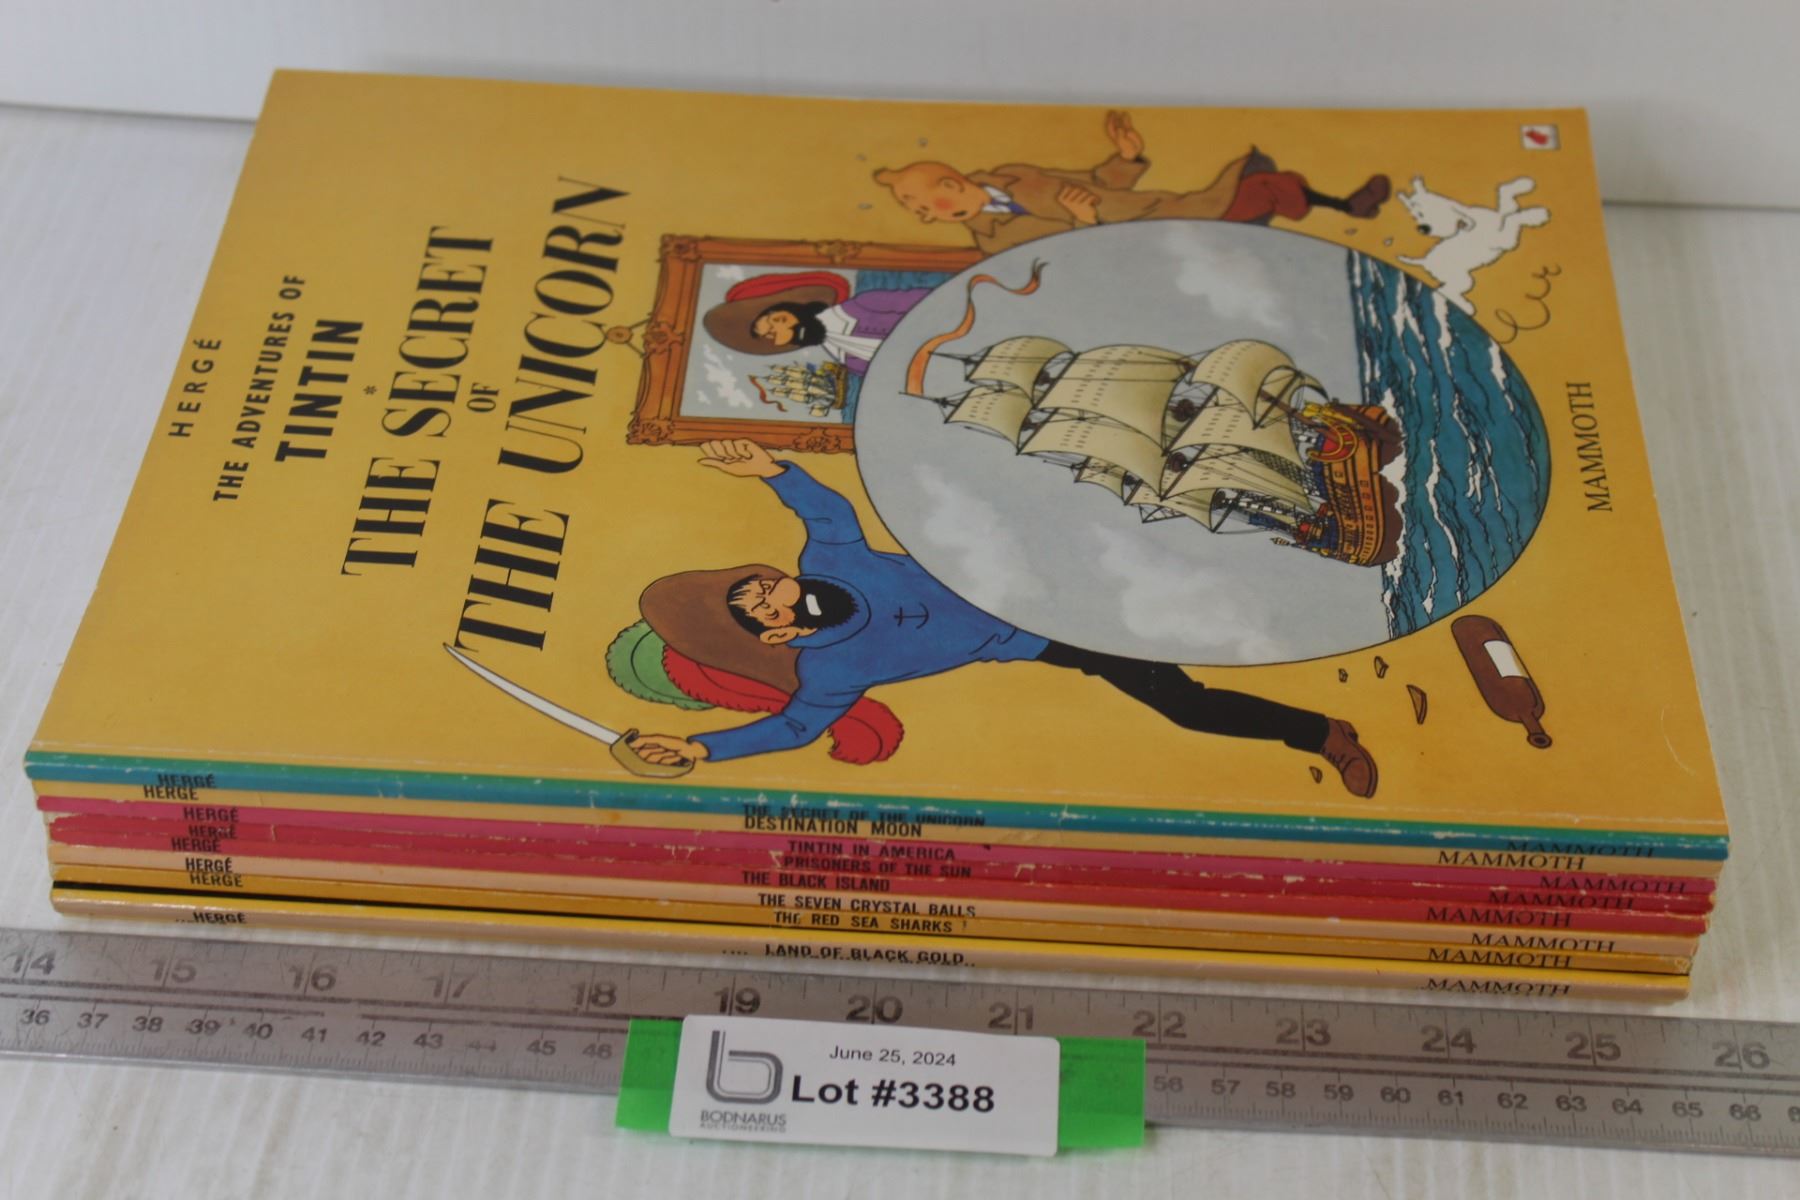 HERGÉ
THE ADVENTURES OF
TINTIN
*
THE SECRET
OF
THE UNICORN
MAMMOTH
HERGÉ THE SECRET OF THE UNICORN MAMMOTH
HERGÉ DESTINATION MOON MAMMOTH
HERGÉ TINTIN IN AMERICA MAMMOTH
HERGÉ PRISONERS OF THE SUN MAMMOTH
HERGÉ THE BLACK ISLAND MAMMOTH
HERGÉ THE SEVEN CRYSTAL BALLS MAMMOTH
HERGÉ THE RED SEA SHARKS MAMMOTH
HERGÉ LAND OF BLACK GOLD MAMMOTH
14 15 16 17 18 19 20 21 22 23 24 25 26
36 37 38 39 40 41 42 43 44 45 46 56 57 58 59 60 61 62 63 64 65 66
June 25, 2024
Lot #3388
BODNARUS
AUCTIONEERING